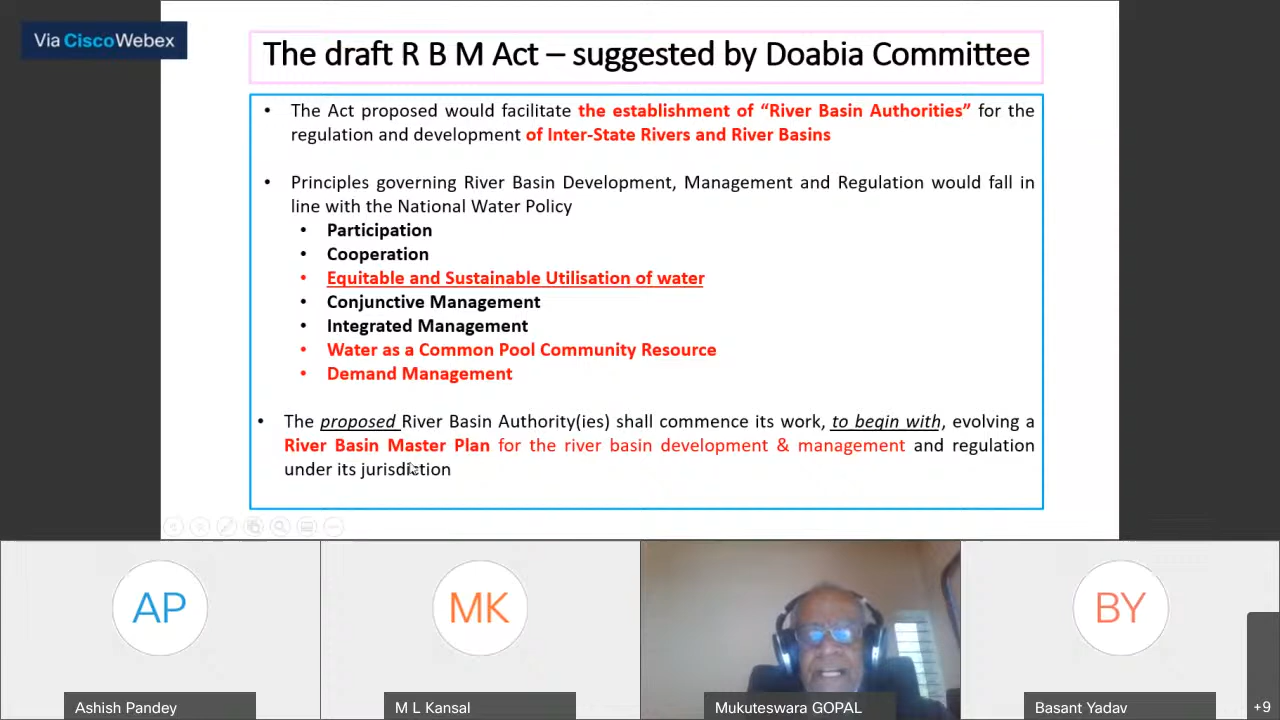 Via CiscoWebex
The draft R B M Act – suggested by Doabia Committee
• The Act proposed would facilitate the establishment of “River Basin Authorities” for the
regulation and development of Inter-State Rivers and River Basins
• Principles governing River Basin Development, Management and Regulation would fall in
line with the National Water Policy
• Participation
• Cooperation
• Equitable and Sustainable Utilisation of water
• Conjunctive Management
• Integrated Management
• Water as a Common Pool Community Resource
• Demand Management
• The proposed River Basin Authority(ies) shall commence its work, to begin with, evolving a
River Basin Master Plan for the river basin development & management and regulation
under its jurisdiction
AP
MK
BY
Ashish Pandey
M L Kansal
Mukuteswara GOPAL
Basant Yadav
+9